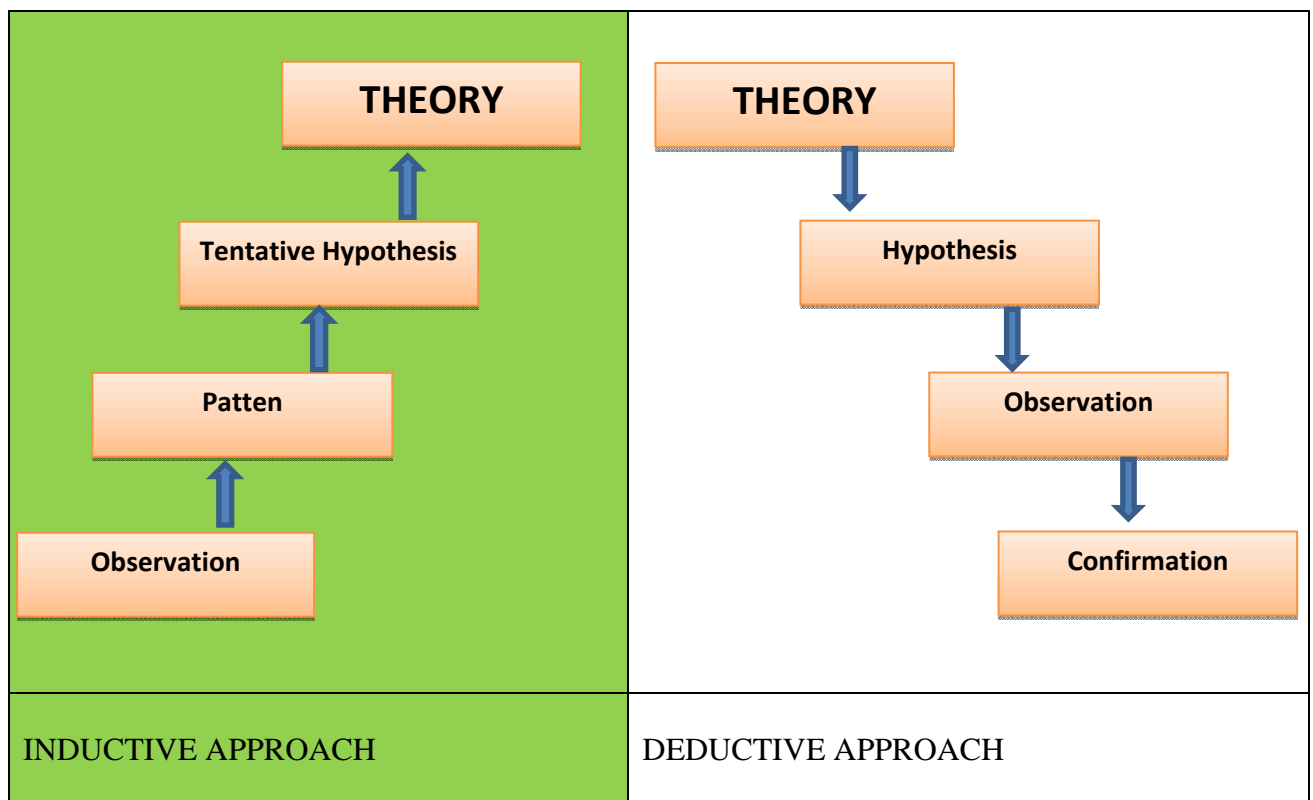 THEORY
Tentative Hypothesis
Patten
Observation
INDUCTIVE APPROACH
THEORY
Hypothesis
Observation
Confirmation
DEDUCTIVE APPROACH